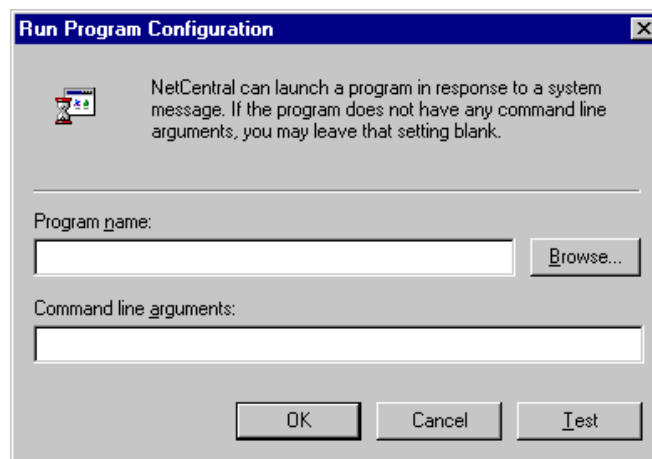 Run Program Configuration
NetCentral can launch a program in response to a system
message. If the program does not have any command line
arguments, you may leave that setting blank.
Program name:
Browse...
Command line arguments:
OK Cancel Test